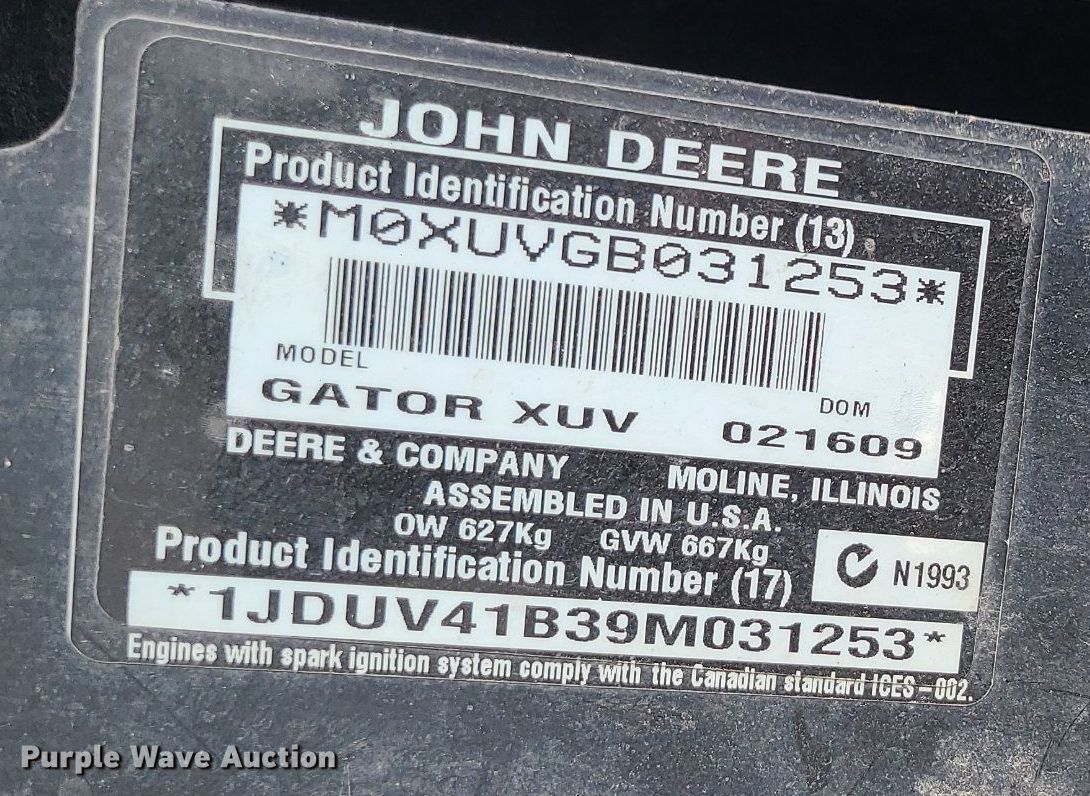 JOHN DEERE
Product Identification Number (13)
*M0XUVGB031253*
MODEL
GATOR XUV
DOM
021609
DEERE & COMPANY MOLINE, ILLINOIS
ASSEMBLED IN U.S.A.
OW 627Kg GVW 667Kg
Product Identification Number (17)
N1993
*1JDUV41B39M031253*
Engines with spark ignition system comply with the Canadian standard ICES-002.
Purple Wave Auction